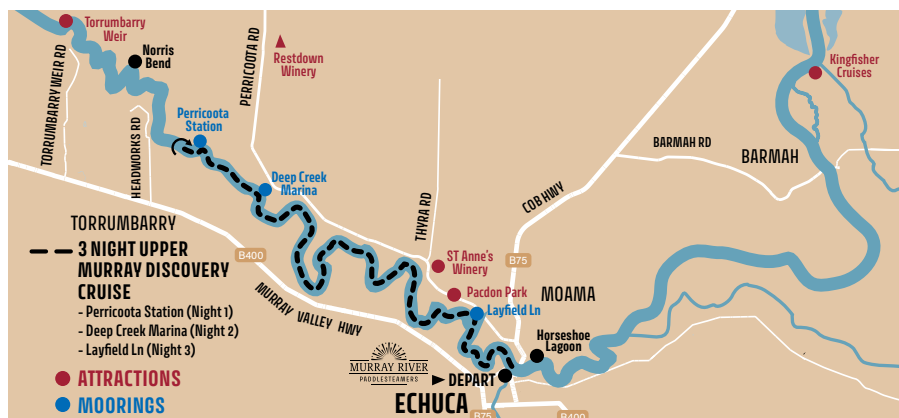 Torrumbarry
Weir
Norris
Bend
TORRUMBARRY WEIR RD
HEADWORKS RD
PERRICOOTA RD
Restdown
Winery
Perricoota
Station
Deep Creek
Marina
Kingfisher
Cruises
BARMAH RD
BARMAH
COB HWY
THYRA RD
TORRUMBARRY
3 NIGHT UPPER
MURRAY DISCOVERY
CRUISE
- Perricoota Station (Night 1)
- Deep Creek Marina (Night 2)
- Layfield Ln (Night 3)
ATTRACTIONS
MOORINGS
B400
MURRAY VALLEY HWY
ST Anne's
Winery
B75
Pacdon Park
MOAMA
Layfield Ln
Horseshoe
Lagoon
MURRAY RIVER
PADDLESTEAMERS
DEPART
ECHUCA
B75
B400